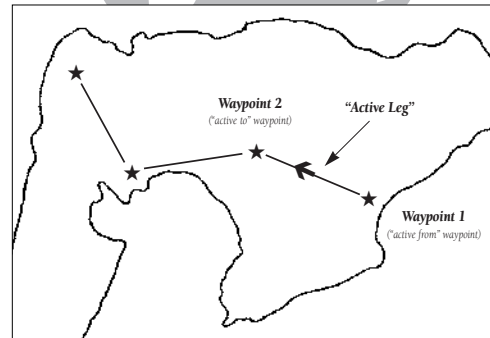 Waypoint 2
("active to" waypoint)
"Active Leg"
Waypoint 1
("active from" waypoint)